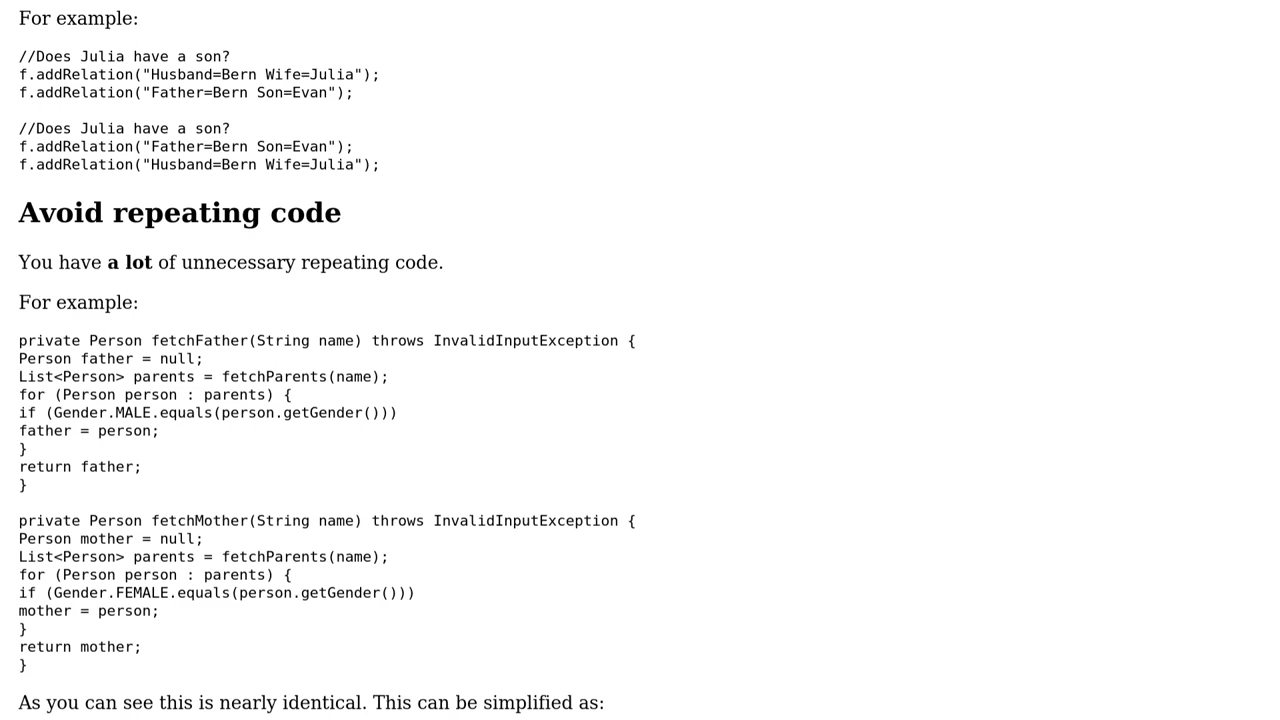 For example:
//Does Julia have a son?
f.addRelation("Husband=Bern Wife=Julia");
f.addRelation("Father=Bern Son=Evan");
//Does Julia have a son?
f.addRelation("Father=Bern Son=Evan");
f.addRelation("Husband=Bern Wife=Julia");
Avoid repeating code
You have a lot of unnecessary repeating code.
For example:
private Person fetchFather(String name) throws InvalidInputException {
Person father = null;
List<Person> parents = fetchParents(name);
for (Person person : parents) {
if (Gender.MALE.equals(person.getGender()))
father = person;
}
return father;
}
private Person fetchMother(String name) throws InvalidInputException {
Person mother = null;
List<Person> parents = fetchParents(name);
for (Person person : parents) {
if (Gender.FEMALE.equals(person.getGender()))
mother = person;
}
return mother;
}
As you can see this is nearly identical. This can be simplified as: